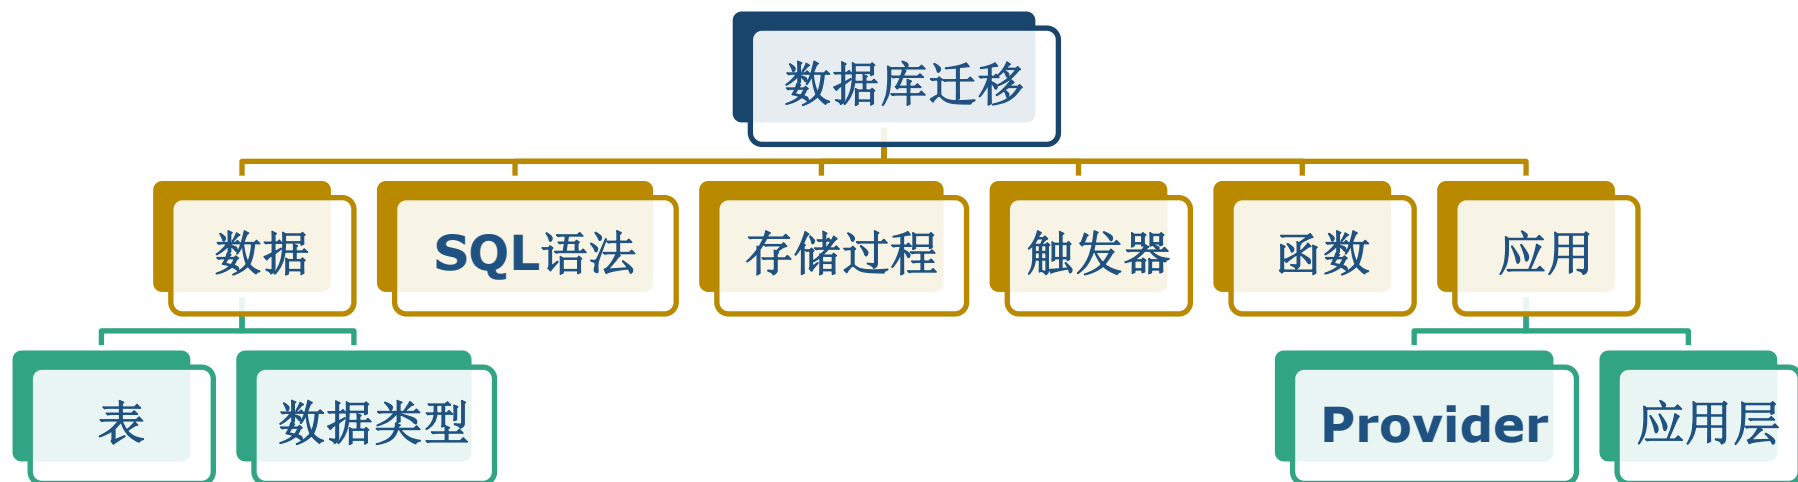 数据库迁移
数据
SQL语法
存储过程
触发器
函数
应用
表
数据类型
Provider
应用层